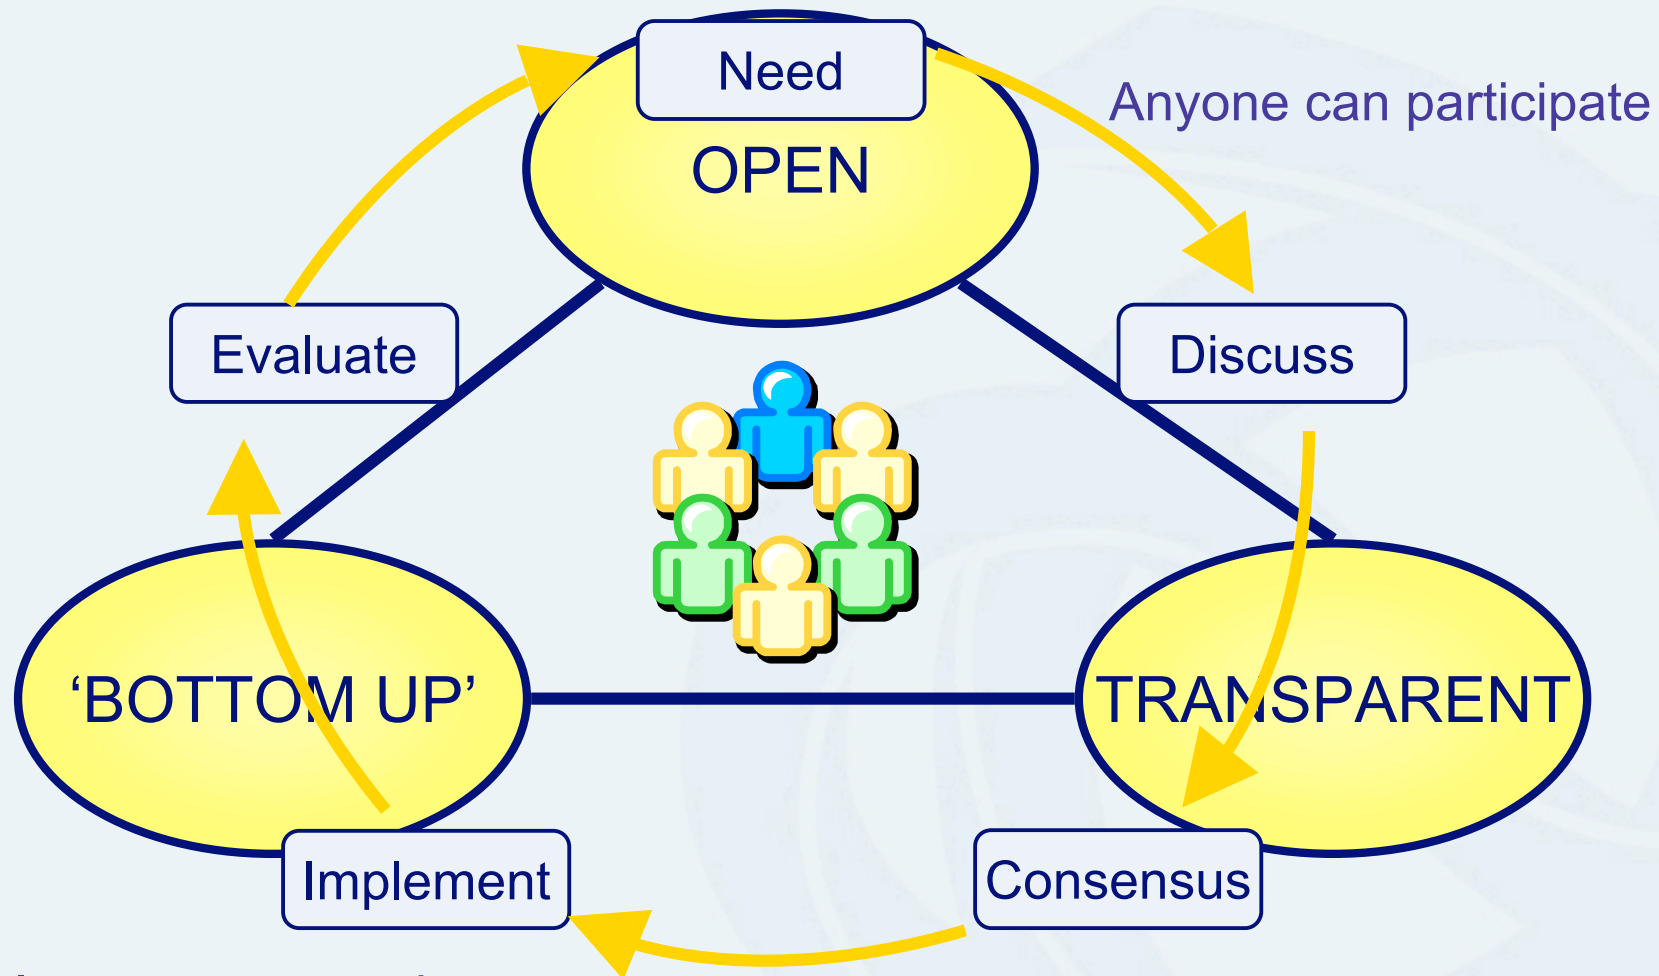 Need
Anyone can participate
OPEN
Evaluate
Discuss
‘BOTTOM UP’
TRANSPARENT
Implement
Consensus